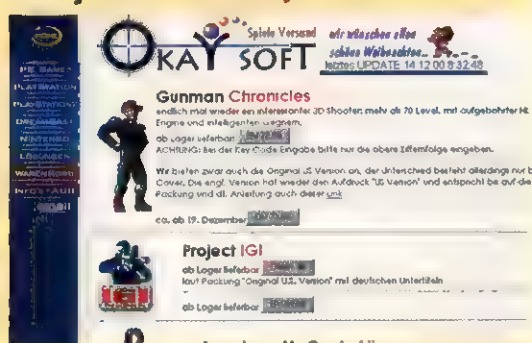 Spiele Versand
OKAY SOFT
wir wünschen allen
schöne Weihnachten
letztes UPDATE 14 12 00 8:32:48
PC GAMES
PLAYSTATION
PLAYSTATION2
DREAMCAST
NINTENDO
LÖSUNGEN
WARENKORB
Gunman Chronicles
endlich mal wieder ein interessanter 3D Shooter: mehr als 70 Level, mit aufgebohrter HL
Engine und intelligenten Gegnern.
ab Lager lieferbar
ACHTUNG: Bei der Key Code Eingabe bitte nur die obere Ziffernfolge eingeben.
Wir bieten zwar auch die Original US Version an, der Unterschied besteht allerdings nur b
Cover. Die engl. Version hat wieder den Aufdruck "US Version" und entspricht be auf die
Packung und dt. Anleitung auch dieser Link
ca. ab 19. Dezember
Project IGI
ab Lager lieferbar
laut Packung "Original U.S. Version" mit deutschen Untertiteln
ab Lager lieferbar